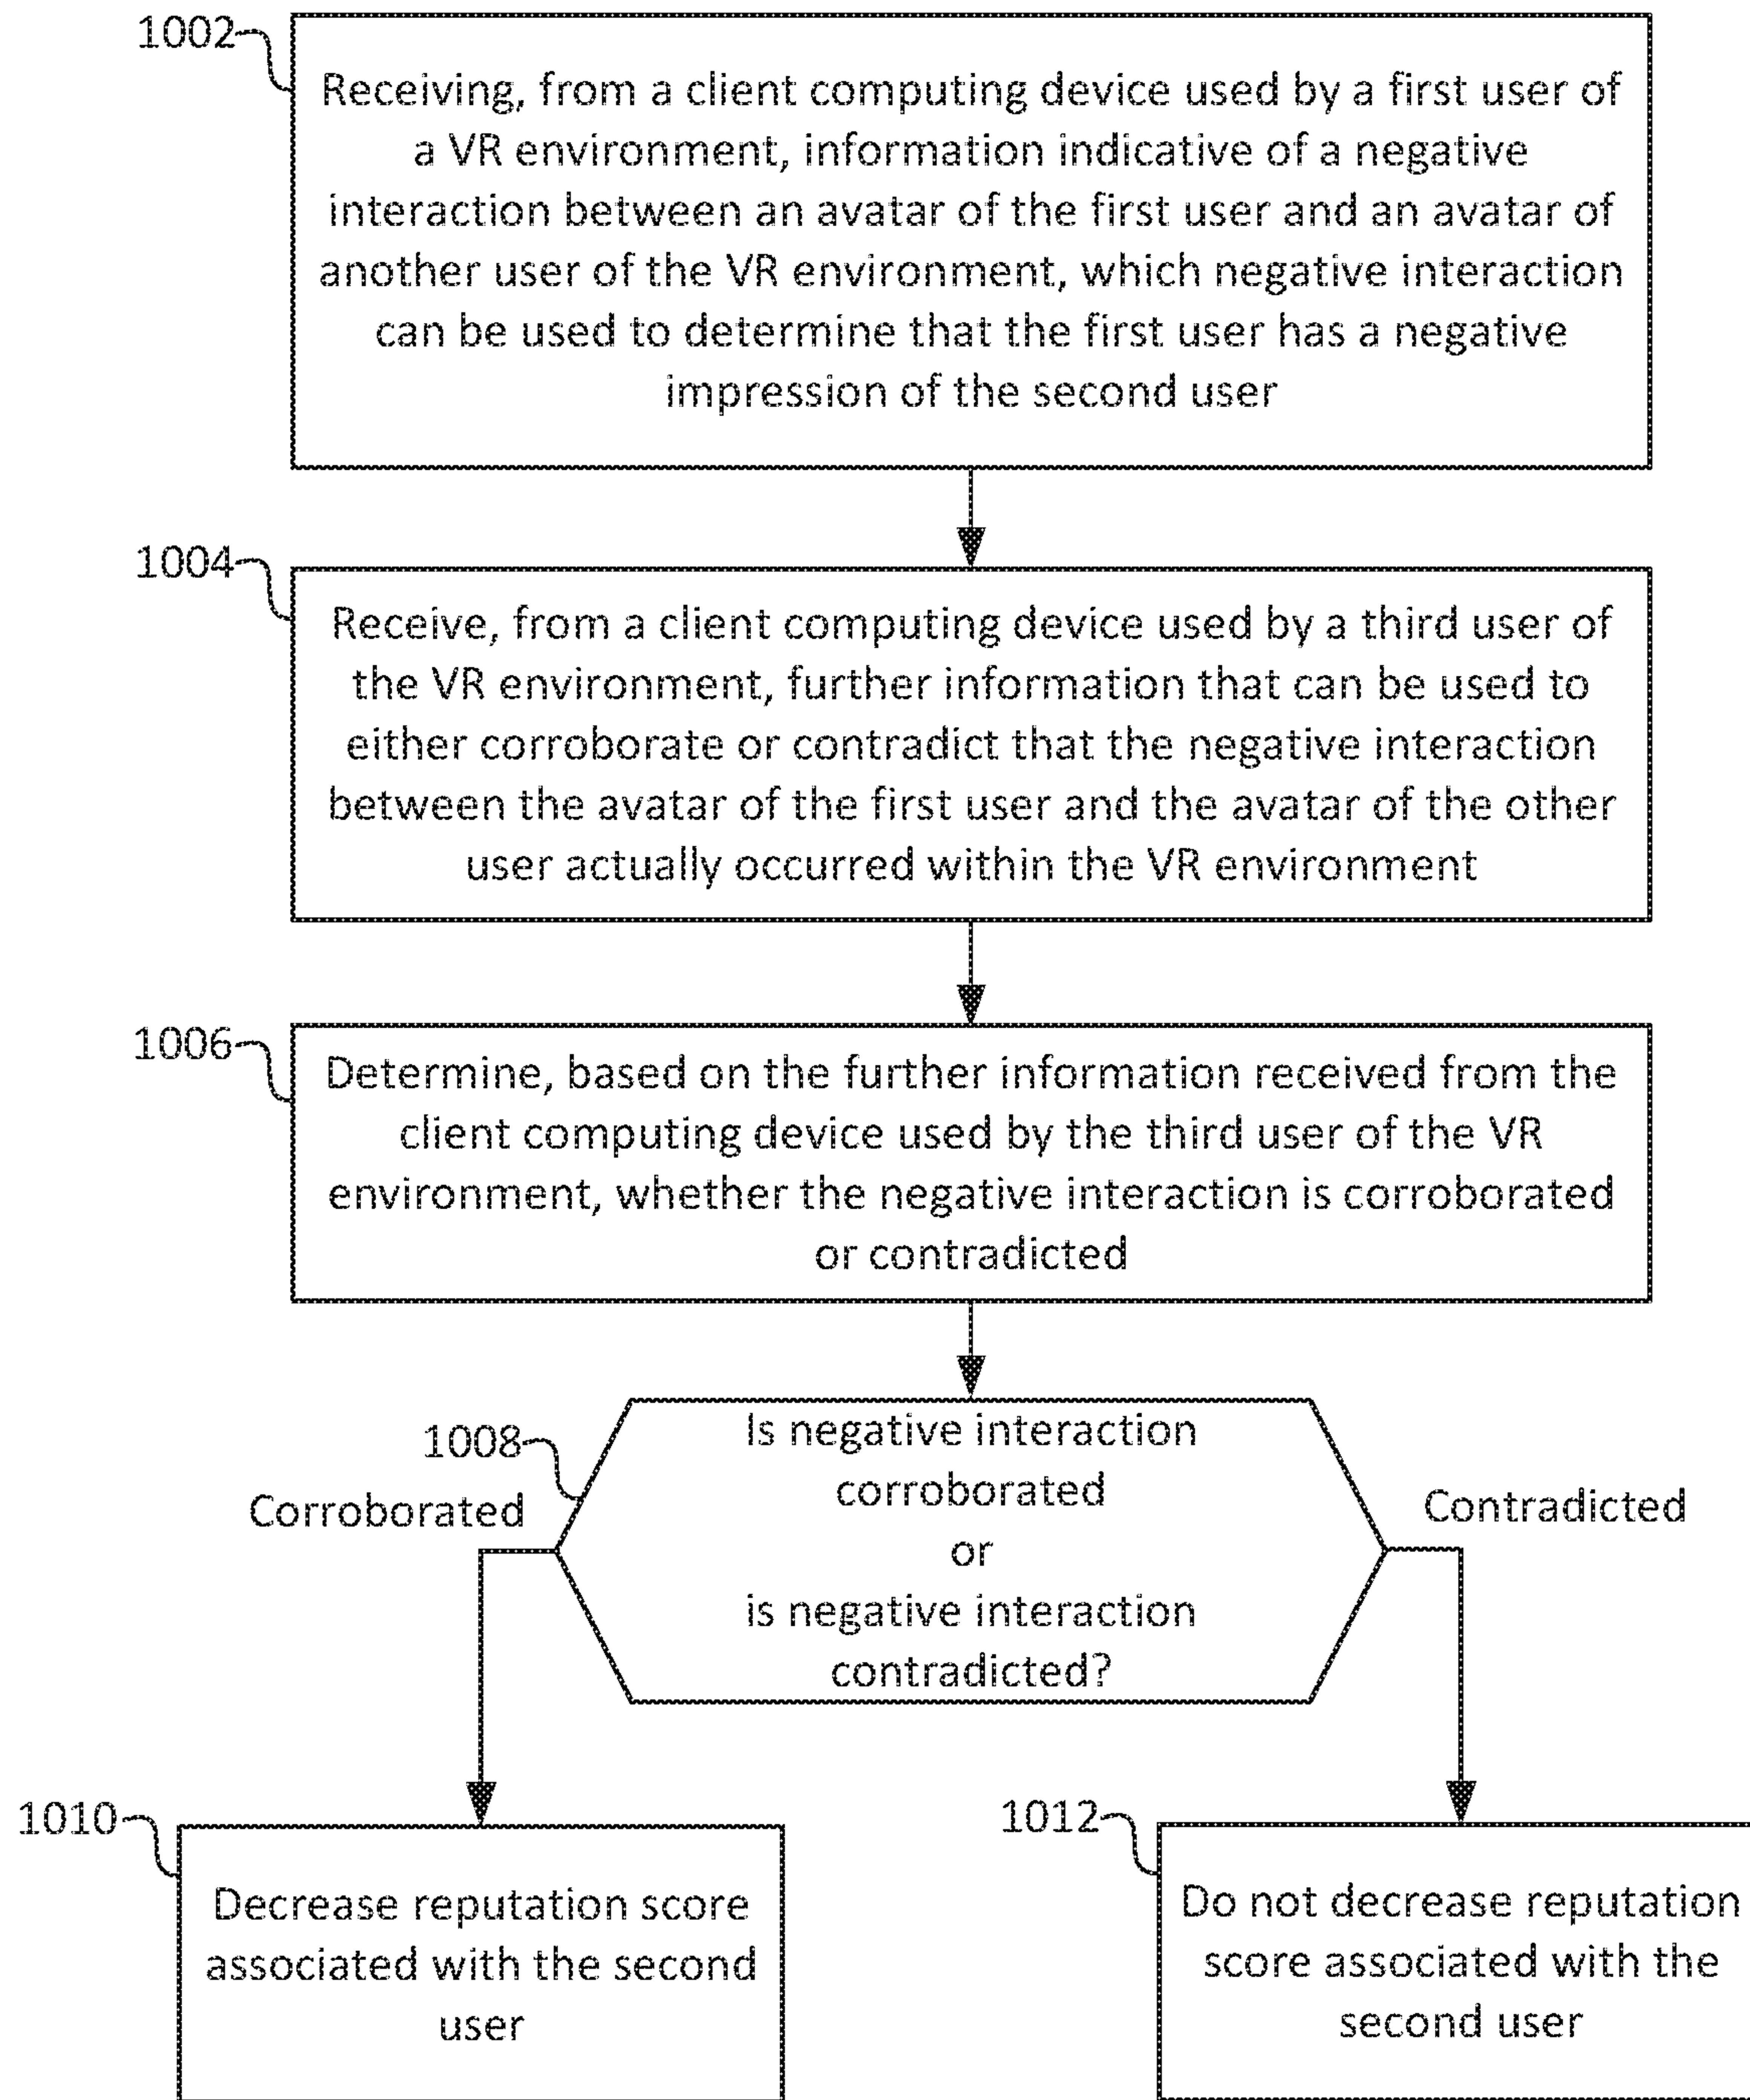 1002
Receiving, from a client computing device used by a first user of
a VR environment, information indicative of a negative
interaction between an avatar of the first user and an avatar of
another user of the VR environment, which negative interaction
can be used to determine that the first user has a negative
impression of the second user
1004
Receive, from a client computing device used by a third user of
the VR environment, further information that can be used to
either corroborate or contradict that the negative interaction
between the avatar of the first user and the avatar of the other
user actually occurred within the VR environment
1006
Determine, based on the further information received from the
client computing device used by the third user of the VR
environment, whether the negative interaction is corroborated
or contradicted
1008
Is negative interaction
corroborated
or
is negative interaction
contradicted?
Corroborated
Contradicted
1010
Decrease reputation score
associated with the second
user
1012
Do not decrease reputation
score associated with the
second user